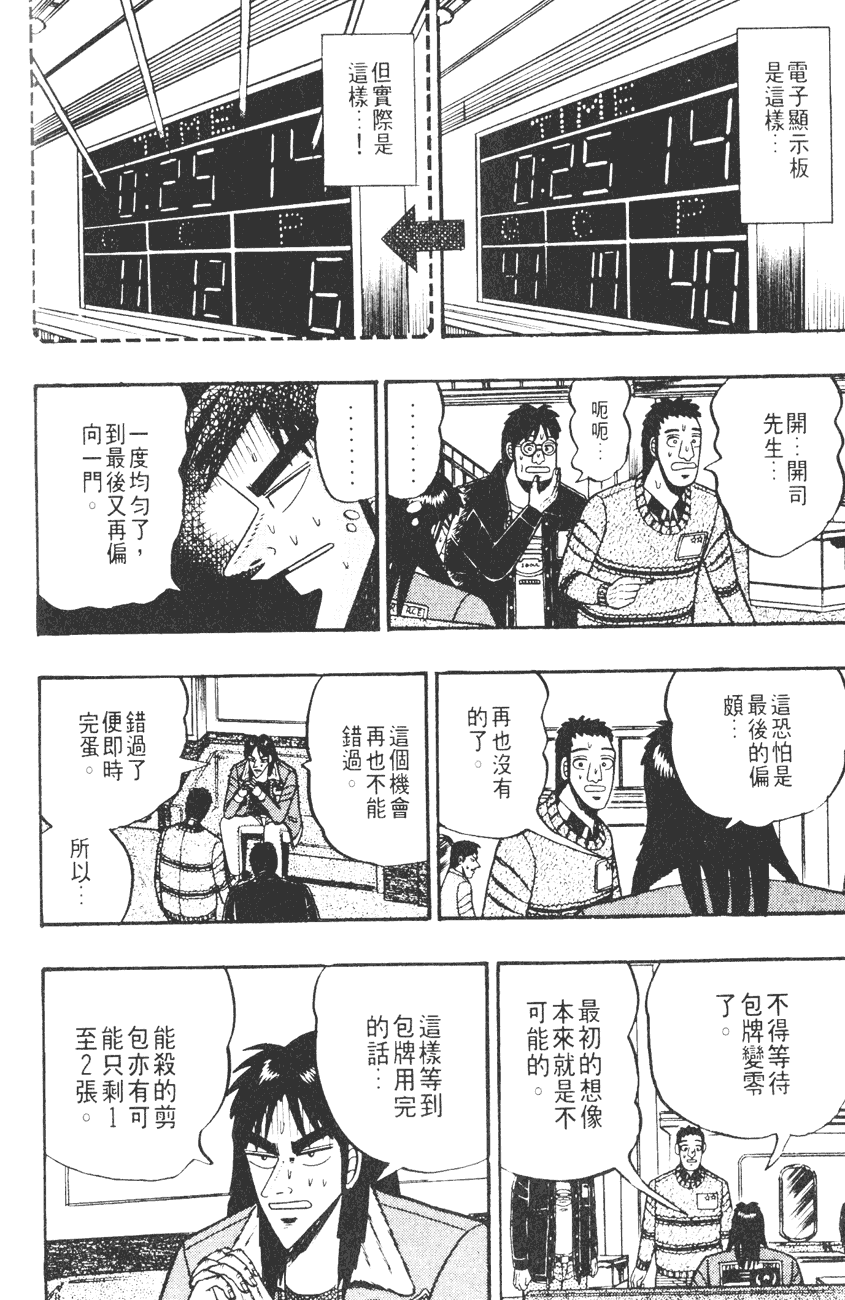 電子顯示板
是這樣…
TIME
0:25 14
G C P
41 11 40
但實際是
這樣…！
TIME
0:25 14
G C P
11 12 6
開…開司
先生…
呃呃…
………
………
一度均勻了，
到最後又再偏
向一門。
這恐怕是
最後的偏
頗…
再也沒有
的了。
這個機會
再也不能
錯過。
錯過了
便即時
完蛋。
所以…
不得等待
包牌變零
了。
最初的想像
本來就是不
可能的。
這樣等到
包牌用完
的話…
能殺的剪
包亦有可
能只剩1
至2張。